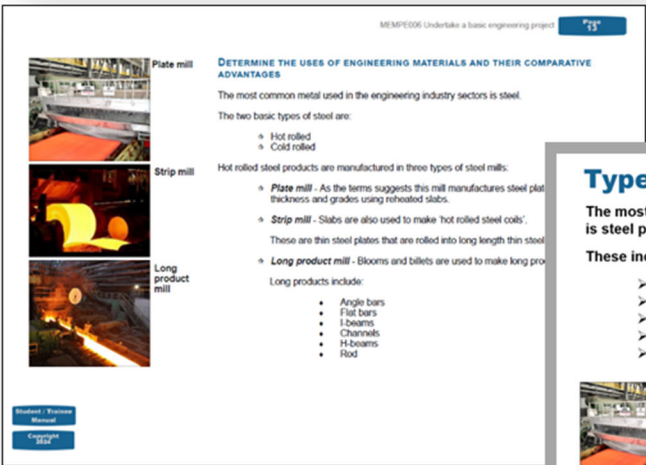 MEMPE006 Undertake a basic engineering project
Page
13
Plate mill
DETERMINE THE USES OF ENGINEERING MATERIALS AND THEIR COMPARATIVE
ADVANTAGES
The most common metal used in the engineering industry sectors is steel.
The two basic types of steel are:
Hot rolled
Cold rolled
Strip mill
Hot rolled steel products are manufactured in three types of steel mills:
Plate mill - As the terms suggests this mill manufactures steel plat
thickness and grades using reheated slabs.
Strip mill - Slabs are also used to make 'hot rolled steel coils'.
These are thin steel plates that are rolled into long length thin steel
Long
product
mill
Long product mill - Blooms and billets are used to make long pro
Long products include:
• Angle bars
• Flat bars
• I-beams
• Channels
• H-beams
• Rod
Student / Trainee
Manual
Copyright
2024
Type
The most
is steel p
These in